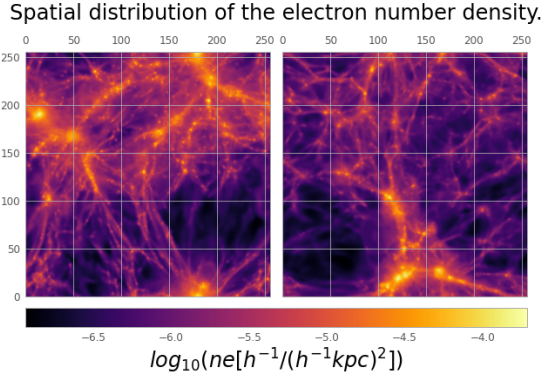 Spatial distribution of the electron number density.
0 50 100 150 200 250 0 50 100 150 200 250
250
200
150
100
50
0
−6.5 −6.0 −5.5 −5.0 −4.5 −4.0
log₁₀(ne[h⁻¹/(h⁻¹kpc)²])